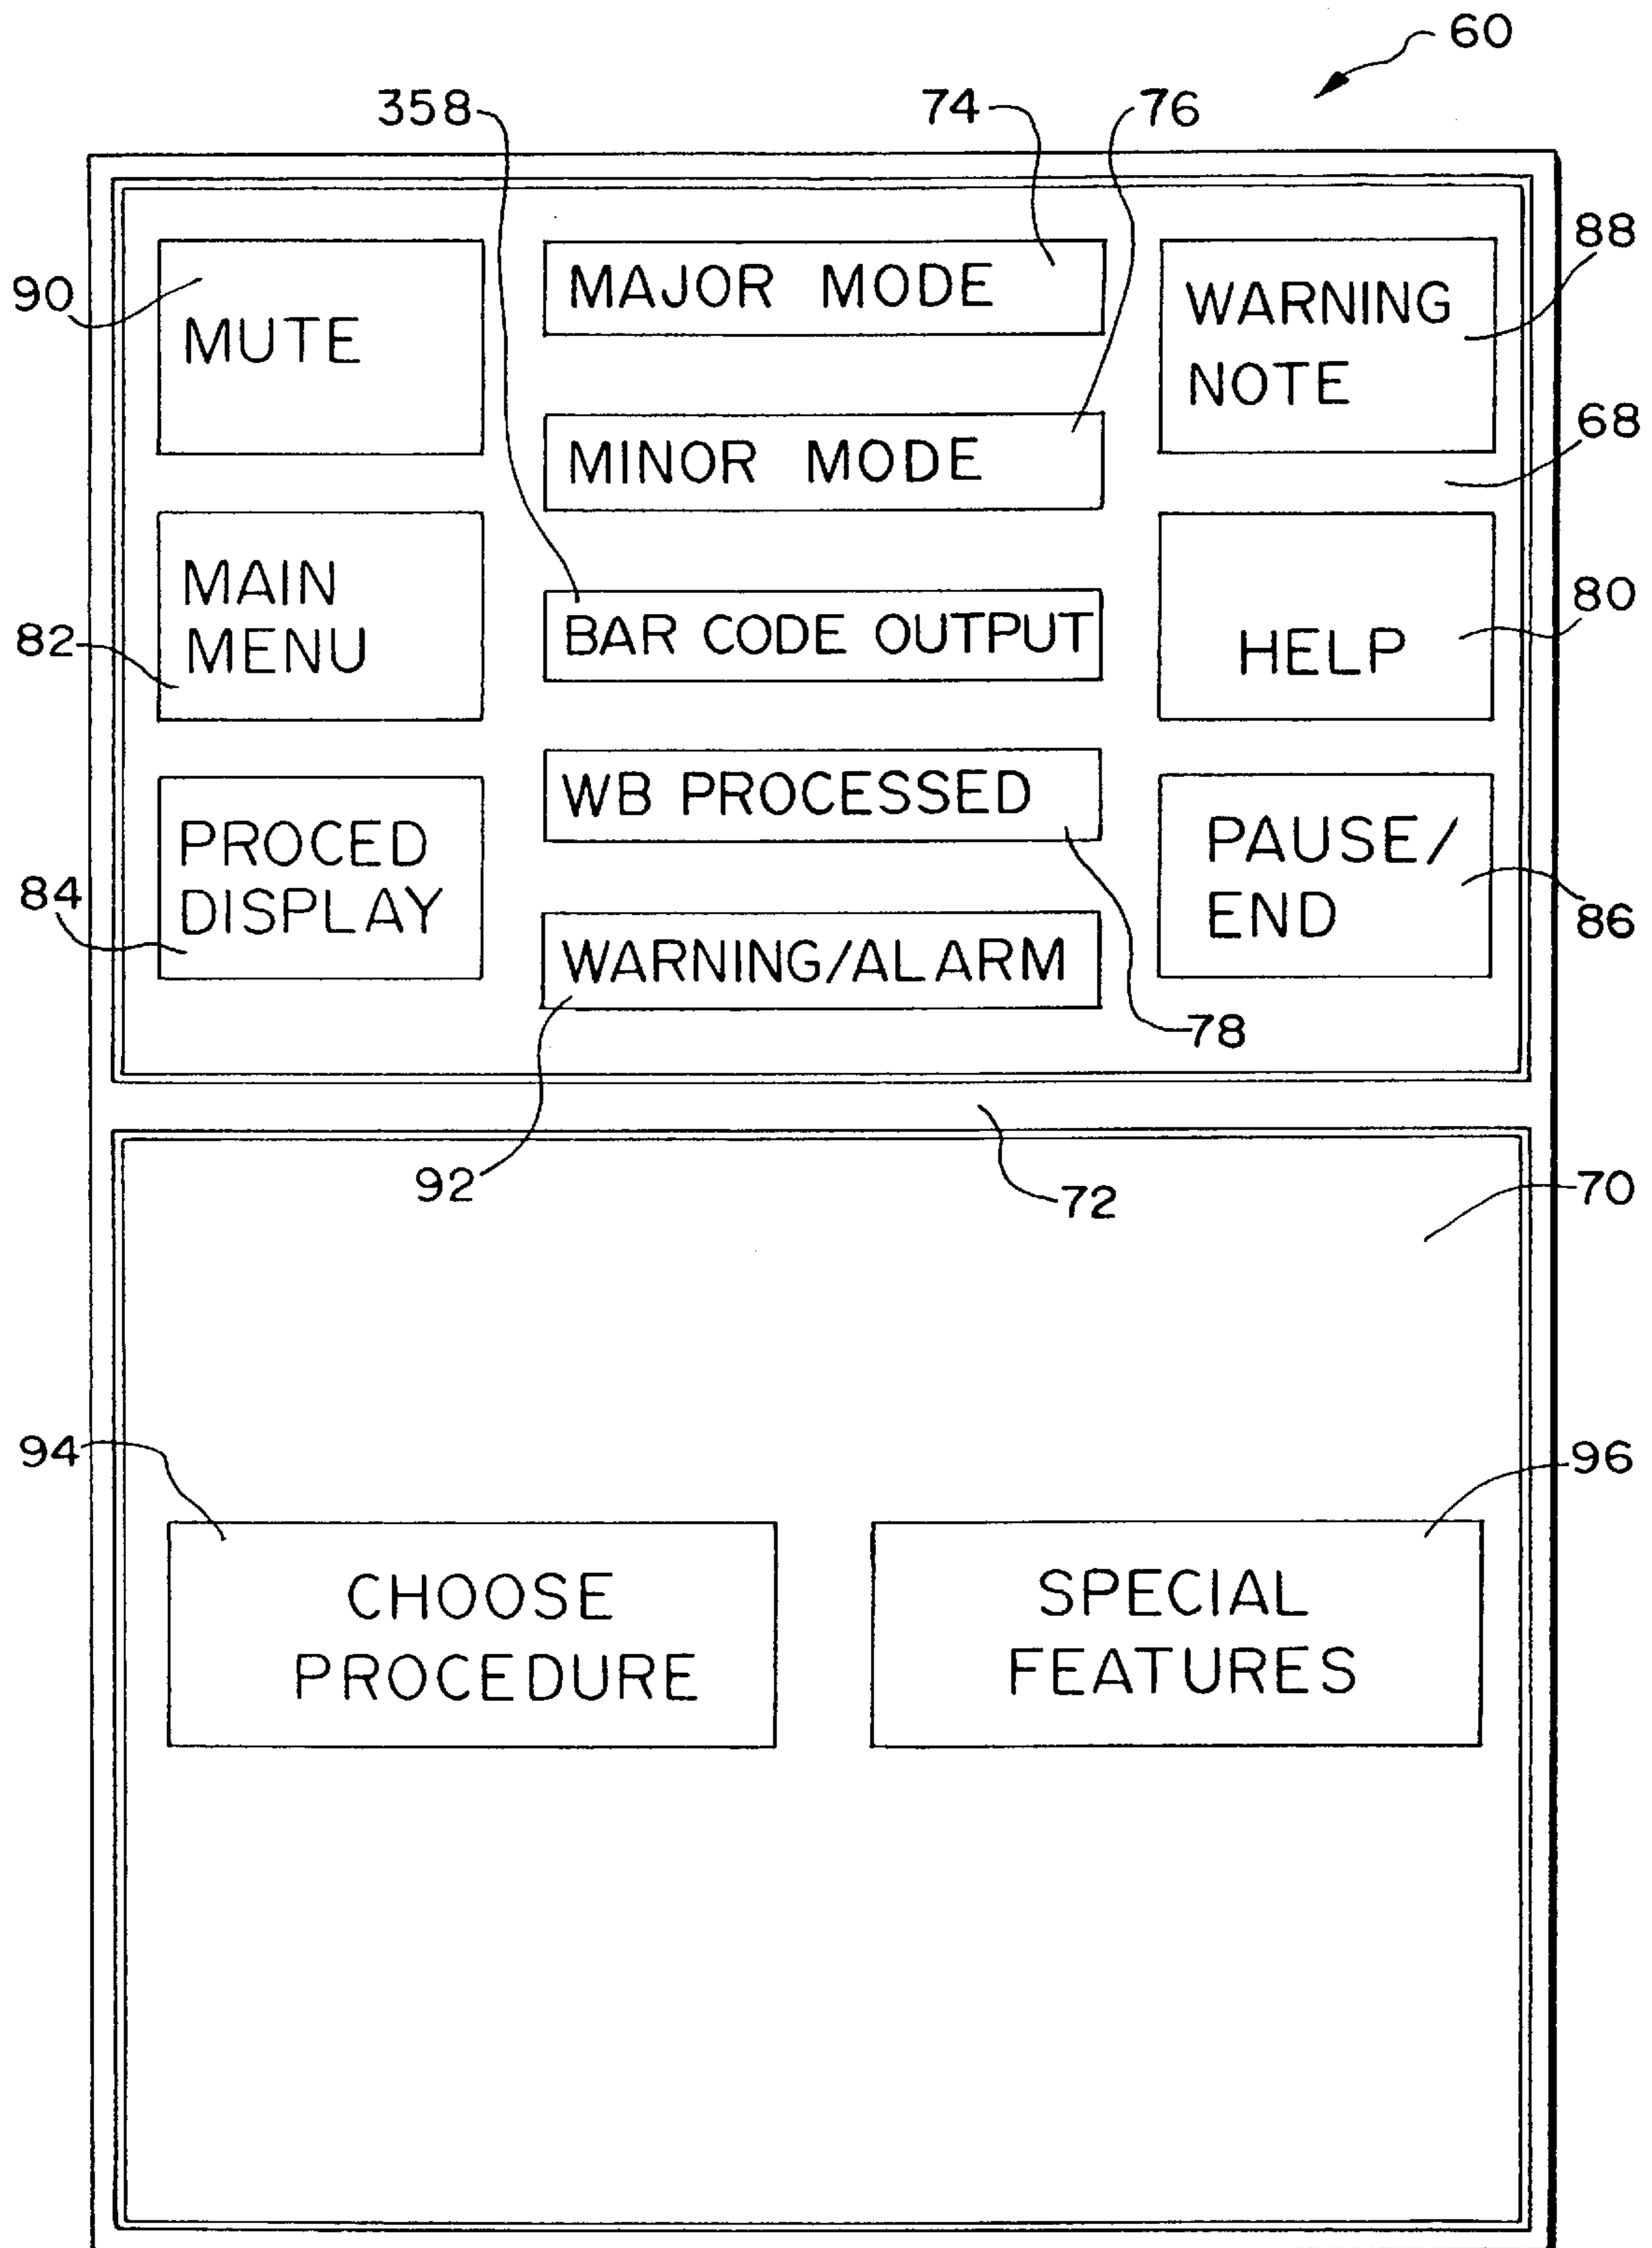 60
358
74
76
88
90
MUTE
MAJOR MODE
WARNING
NOTE
68
MINOR MODE
MAIN
MENU
82
BAR CODE OUTPUT
80
HELP
WB PROCESSED
PROCED
DISPLAY
84
PAUSE/
END
86
WARNING/ALARM
78
92
72
70
94
96
CHOOSE
PROCEDURE
SPECIAL
FEATURES